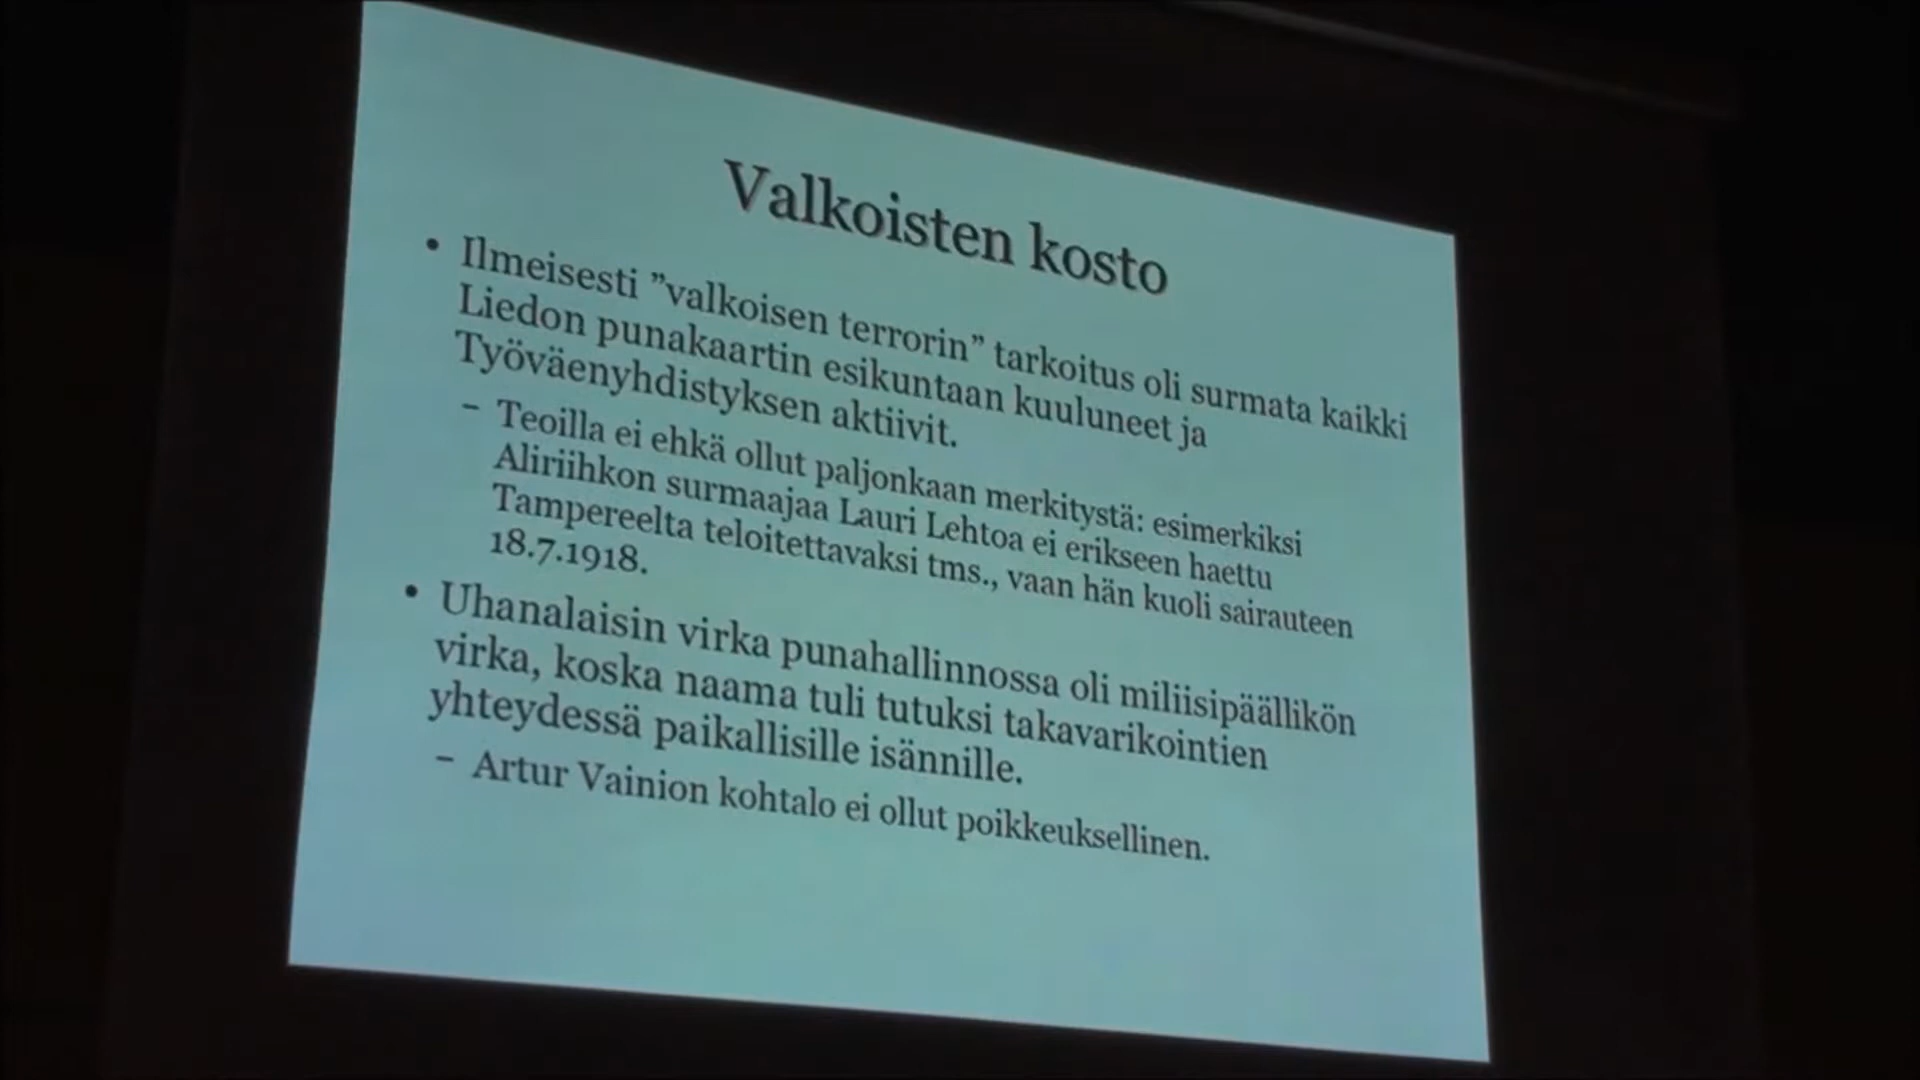 Valkoisten kosto
• Ilmeisesti ”valkoisen terrorin” tarkoitus oli surmata kaikki
Liedon punakaartin esikuntaan kuuluneet ja
Työväenyhdistyksen aktiivit.
– Teoilla ei ehkä ollut paljonkaan merkitystä: esimerkiksi
Aliriihkon surmaajaa Lauri Lehtoa ei erikseen haettu
Tampereelta teloitettavaksi tms., vaan hän kuoli sairauteen
18.7.1918.
• Uhanalaisin virka punahallinnossa oli miliisipäällikön
virka, koska naama tuli tutuksi takavarikointien
yhteydessä paikallisille isännille.
– Artur Vainion kohtalo ei ollut poikkeuksellinen.